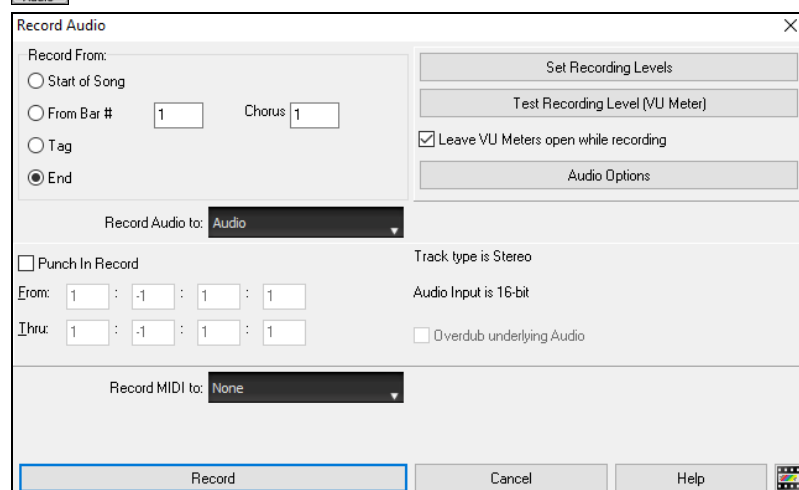 Record Audio
Record From:
Start of Song
From Bar # 1 Chorus 1
Tag
End
Set Recording Levels
Test Recording Level (VU Meter)
Leave VU Meters open while recording
Audio Options
Record Audio to: Audio
Punch In Record
From: 1 : -1 : 1 : 1
Thru: 1 : -1 : 1 : 1
Track type is Stereo
Audio Input is 16-bit
Overdub underlying Audio
Record MIDI to: None
Record Cancel Help